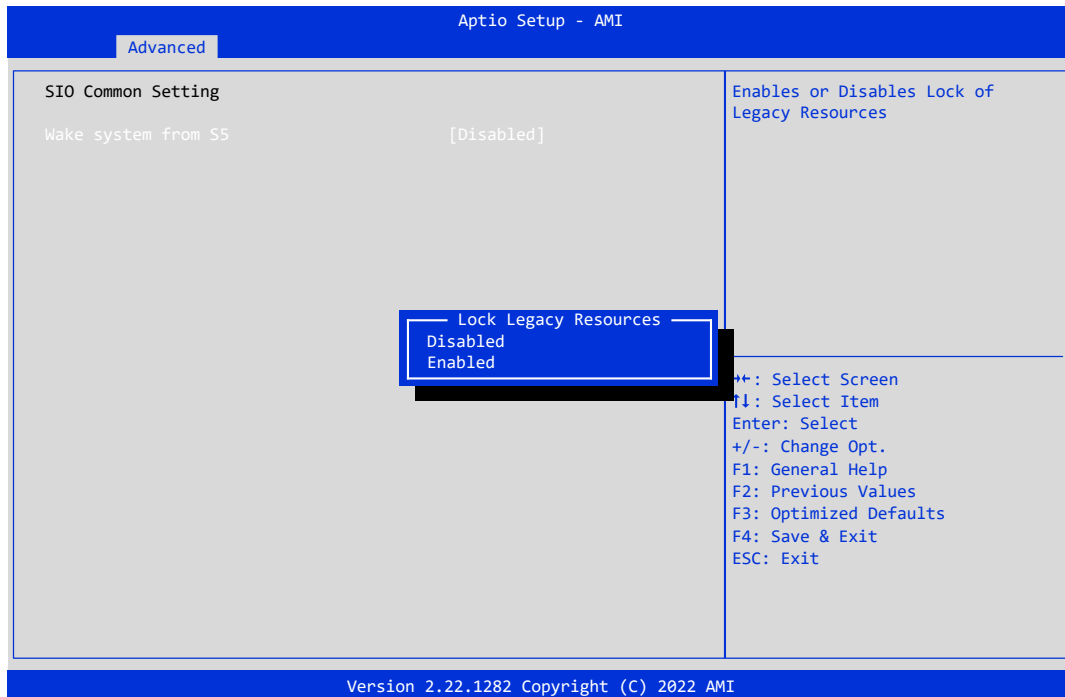 Aptio Setup - AMI
Advanced
SIO Common Setting
Wake system from S5 [Disabled]
Lock Legacy Resources
Disabled
Enabled
Enables or Disables Lock of
Legacy Resources
→←: Select Screen
↑↓: Select Item
Enter: Select
+/-: Change Opt.
F1: General Help
F2: Previous Values
F3: Optimized Defaults
F4: Save & Exit
ESC: Exit
Version 2.22.1282 Copyright (C) 2022 AMI